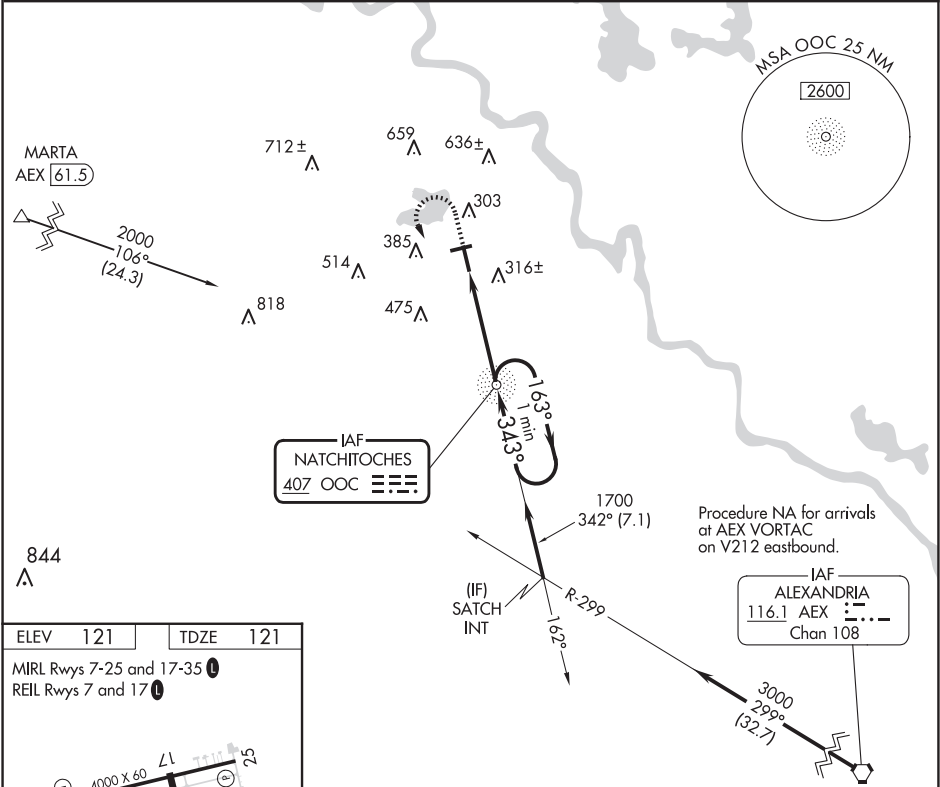 MSA OOC 25 NM
2600
MARTA
AEX 61.5
712 ±
659
636±
303
385
514
316±
475
818
2000
106°
(24.3)
163°
1 min
343°
IAF
NATCHITOCHES
407 OOC
1700
342° (7.1)
Procedure NA for arrivals
at AEX VORTAC
on V212 eastbound.
844
(IF)
SATCH
INT
R-299
162°
IAF
ALEXANDRIA
116.1 AEX
Chan 108
3000
299°
(32.7)
ELEV 121
TDZE 121
MIRL Rwys 7-25 and 17-35 L
REIL Rwys 7 and 17 L
4000 X 60
17
25
P